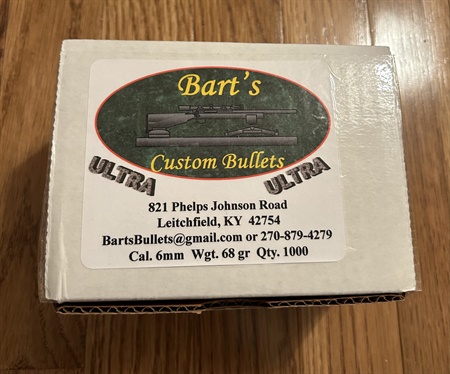 Bart's
Custom Bullets
ULTRA
ULTRA
821 Phelps Johnson Road
Leitchfield, KY 42754
BartsBullets@gmail.com or 270-879-4279
Cal. 6mm Wgt. 68 gr Qty. 1000